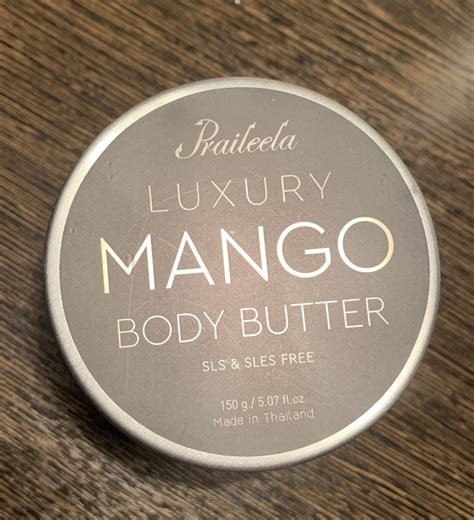 Praileela
LUXURY
MANGO
BODY BUTTER
SLS & SLES FREE
150 g./ 5.07 fl.oz
Made in Thailand